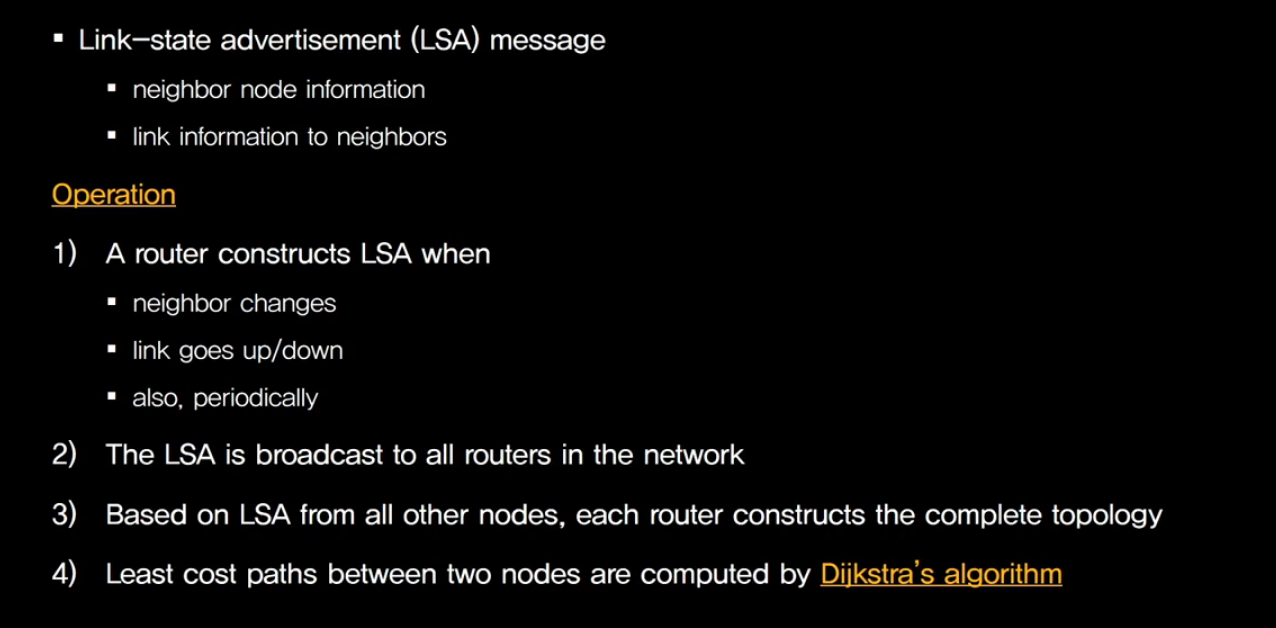 ▪ Link-state advertisement (LSA) message
▪ neighbor node information
▪ link information to neighbors
Operation
1) A router constructs LSA when
▪ neighbor changes
▪ link goes up/down
▪ also, periodically
2) The LSA is broadcast to all routers in the network
3) Based on LSA from all other nodes, each router constructs the complete topology
4) Least cost paths between two nodes are computed by Dijkstra's algorithm